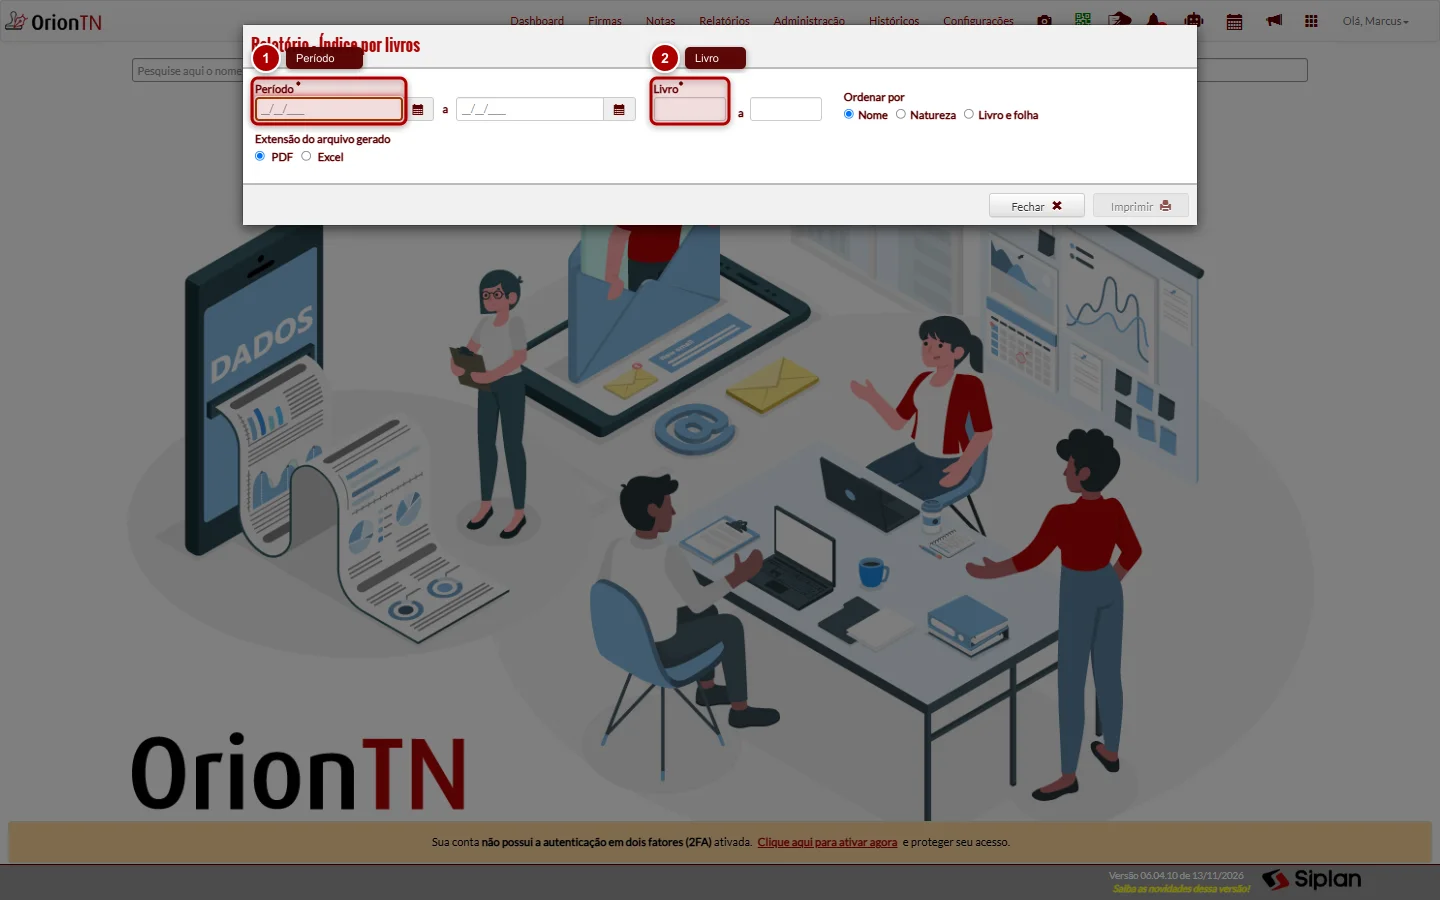 OrionTN
Dashboard Firmas Notas Relatórios Administração Históricos Configurações Olá, Marcus
Relatório - Índice por livros
1 Período
2 Livro
Pesquise aqui o nome
Período *
__/__/____ a __/__/____
Livro *
a
Ordenar por
Nome Natureza Livro e folha
Extensão do arquivo gerado
PDF Excel
Fechar Imprimir
DADOS
@
OrionTN
Sua conta não possui a autenticação em dois fatores (2FA) ativada. Clique aqui para ativar agora e proteger seu acesso.
Versão 06.04.10 de 13/11/2026
Saiba as novidades dessa versão!
Siplan